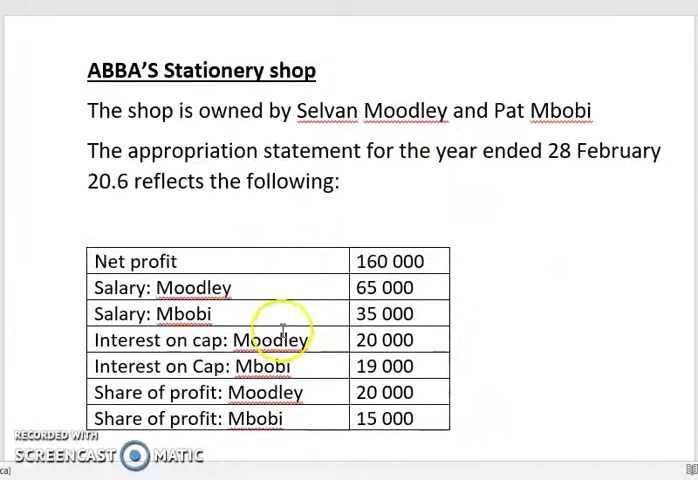 ABBA'S Stationery shop
The shop is owned by Selvan Moodley and Pat Mbobi
The appropriation statement for the year ended 28 February
20.6 reflects the following:
Net profit 160 000
Salary: Moodley 65 000
Salary: Mbobi 35 000
Interest on cap: Moodley 20 000
Interest on Cap: Mbobi 19 000
Share of profit: Moodley 20 000
Share of profit: Mbobi 15 000
RECORDED WITH
SCREENCAST MATIC
ca)